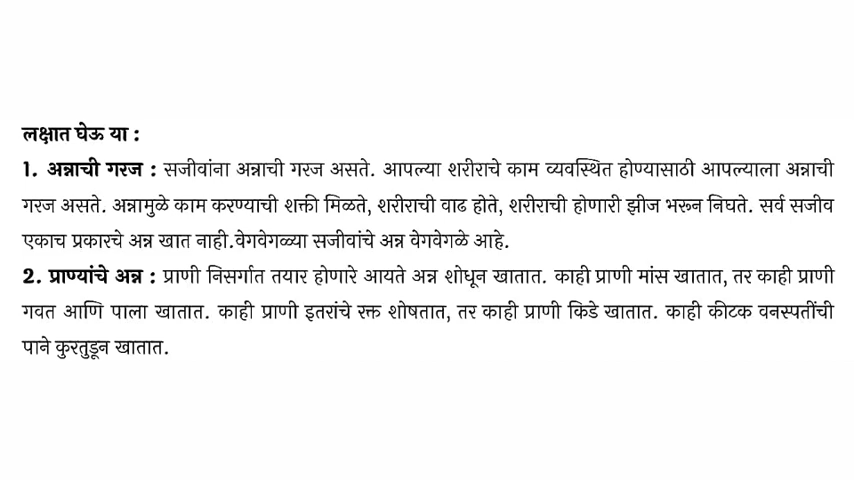 लक्षात घेऊ या :
1. अन्नाची गरज : सजीवांना अन्नाची गरज असते. आपल्या शरीराचे काम व्यवस्थित होण्यासाठी आपल्याला अन्नाची
गरज असते. अन्नामुळे काम करण्याची शक्ती मिळते, शरीराची वाढ होते, शरीराची होणारी झीज भरून निघते. सर्व सजीव
एकाच प्रकारचे अन्न खात नाही.वेगवेगळ्या सजीवांचे अन्न वेगवेगळे आहे.
2. प्राण्यांचे अन्न : प्राणी निसर्गात तयार होणारे आयते अन्न शोधून खातात. काही प्राणी मांस खातात, तर काही प्राणी
गवत आणि पाला खातात. काही प्राणी इतरांचे रक्त शोषतात, तर काही प्राणी किडे खातात. काही कीटक वनस्पतींची
पाने कुरतुडून खातात.